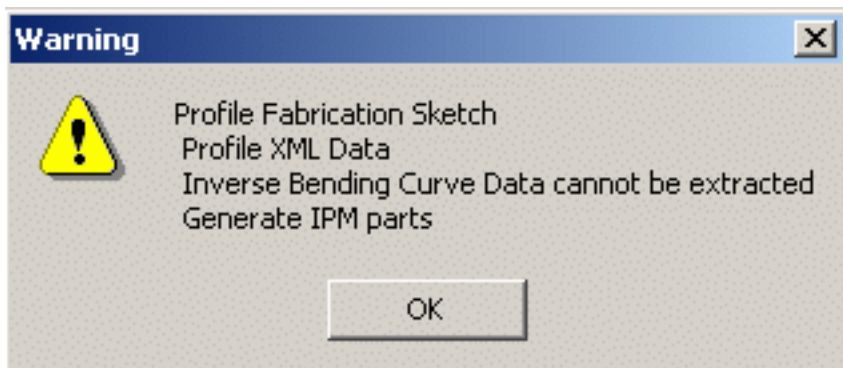 Warning
Profile Fabrication Sketch
Profile XML Data
Inverse Bending Curve Data cannot be extracted
Generate IPM parts
OK